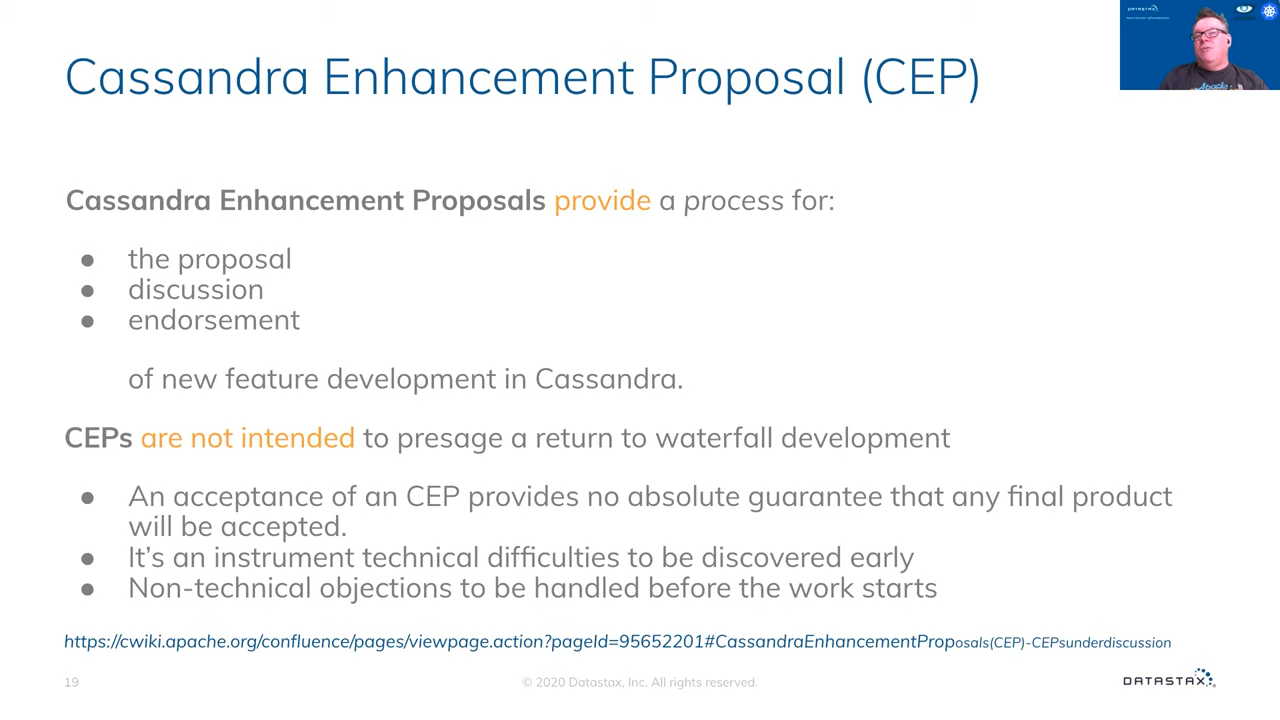 DATASTAX
Cassandra Enhancement Proposal (CEP)
Apache
Cassandra Enhancement Proposals provide a process for:
● the proposal
● discussion
● endorsement
of new feature development in Cassandra.
CEPs are not intended to presage a return to waterfall development
● An acceptance of an CEP provides no absolute guarantee that any final product
will be accepted.
● It’s an instrument technical difficulties to be discovered early
● Non-technical objections to be handled before the work starts
https://cwiki.apache.org/confluence/pages/viewpage.action?pageId=95652201#CassandraEnhancementProposals(CEP)-CEPsunderdiscussion
19
© 2020 Datastax, Inc. All rights reserved.
DATASTAX